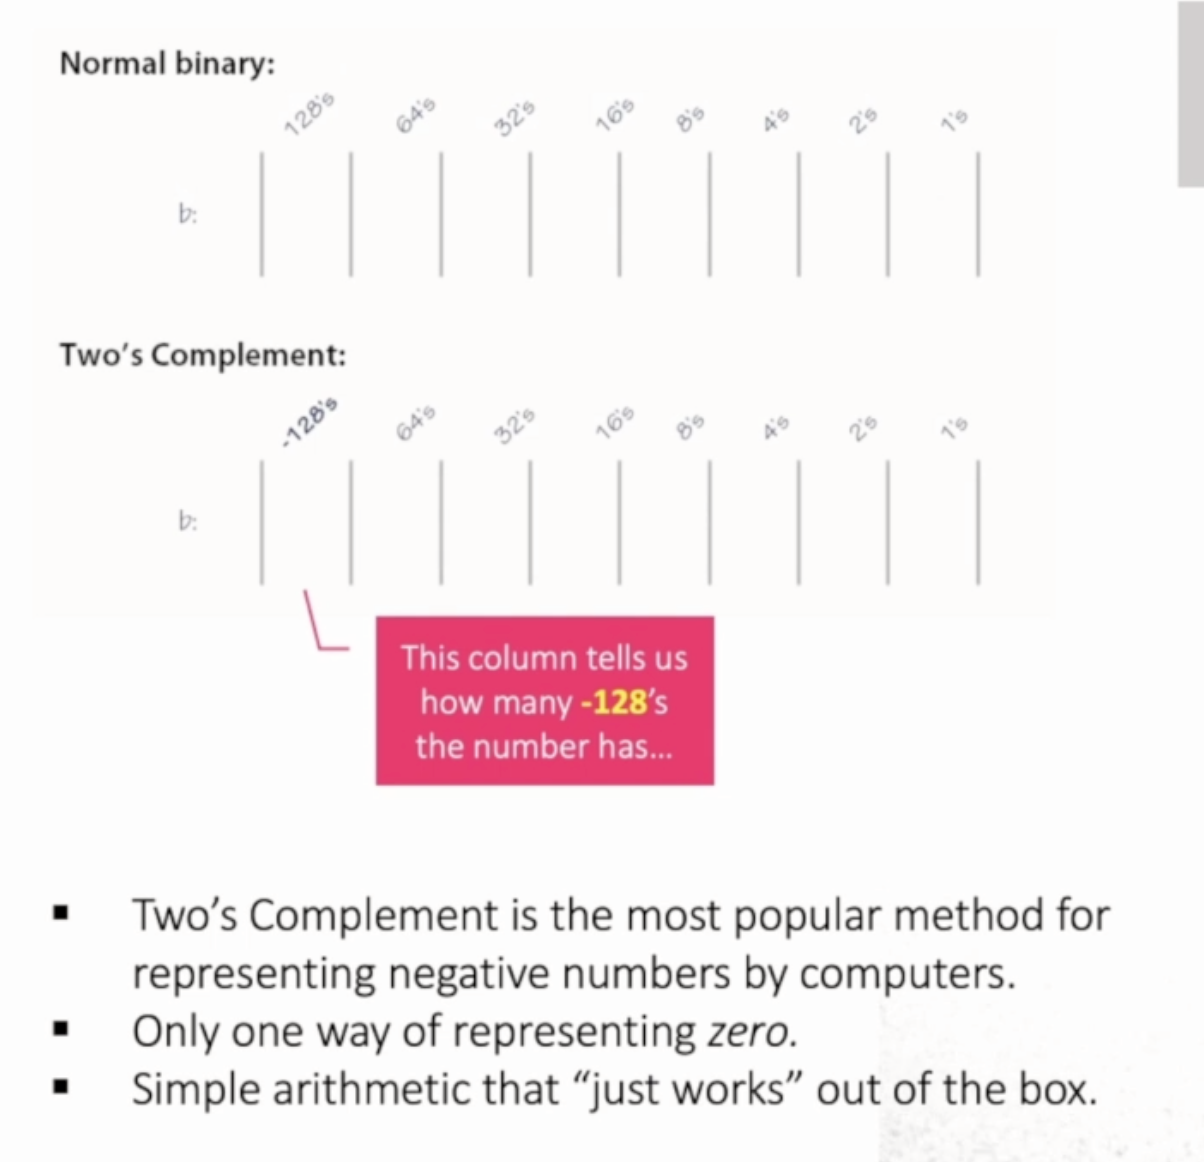 Normal binary:
128's 64's 32's 16's 8's 4's 2's 1's
b:
Two's Complement:
-128's 64's 32's 16's 8's 4's 2's 1's
b:
This column tells us
how many -128's
the number has...
▪ Two's Complement is the most popular method for
representing negative numbers by computers.
▪ Only one way of representing zero.
▪ Simple arithmetic that “just works” out of the box.